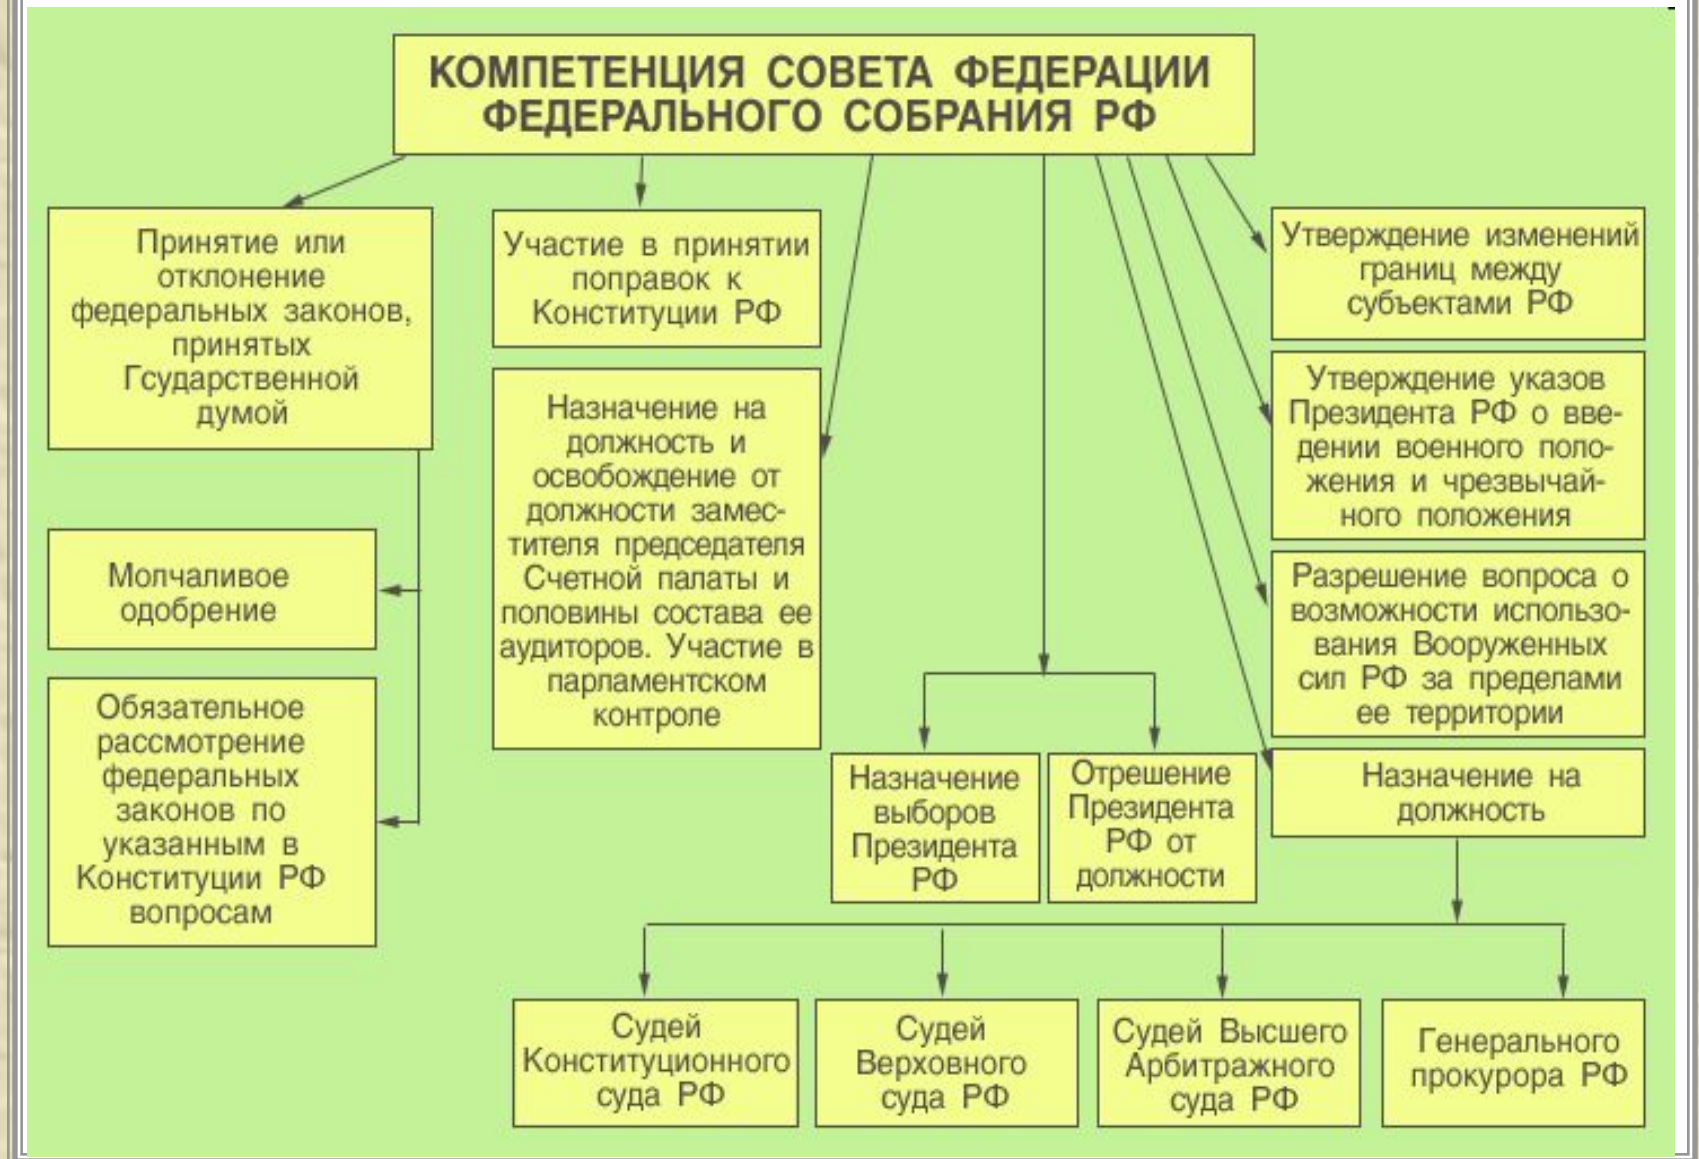 КОМПЕТЕНЦИЯ СОВЕТА ФЕДЕРАЦИИ
ФЕДЕРАЛЬНОГО СОБРАНИЯ РФ
Принятие или
отклонение
федеральных законов,
принятых
Гсударственной
думой
Молчаливое
одобрение
Обязательное
рассмотрение
федеральных
законов по
указанным в
Конституции РФ
вопросам
Участие в принятии
поправок к
Конституции РФ
Назначение на
должность и
освобождение от
должности замес-
тителя председателя
Счетной палаты и
половины состава ее
аудиторов. Участие в
парламентском
контроле
Назначение
выборов
Президента
РФ
Отрешение
Президента
РФ от
должности
Утверждение изменений
границ между
субъектами РФ
Утверждение указов
Президента РФ о вве-
дении военного поло-
жения и чрезвычай-
ного положения
Разрешение вопроса о
возможности использо-
вания Вооруженных
сил РФ за пределами
ее территории
Назначение на
должность
Судей
Конституционного
суда РФ
Судей
Верховного
суда РФ
Судей Высшего
Арбитражного
суда РФ
Генерального
прокурора РФ